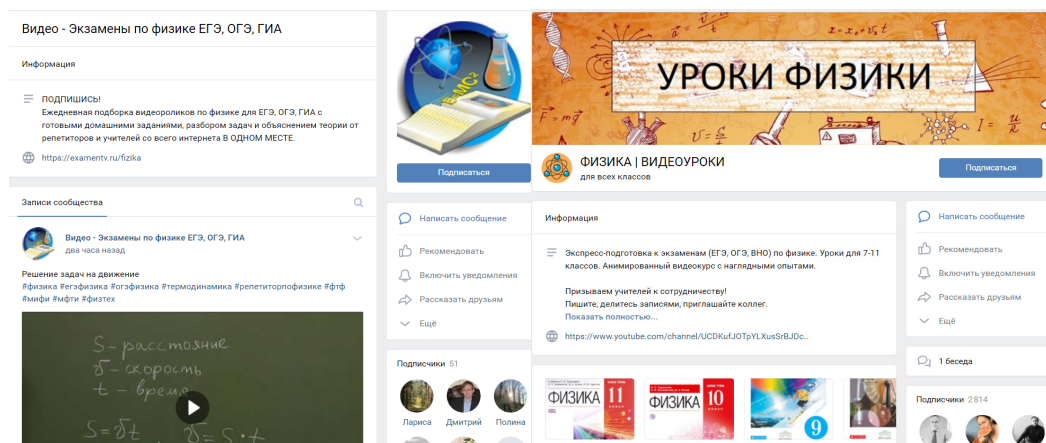 Видео - Экзамены по физике ЕГЭ, ОГЭ, ГИА
Информация
ПОДПИШИСЬ!
Ежедневная подборка видеороликов по физике для ЕГЭ, ОГЭ, ГИА с
готовыми домашними заданиями, разбором задач и объяснением теории от
репетиторов и учителей со всего интернета В ОДНОМ МЕСТЕ.
https://examentv.ru/fizika
Записи сообщества
Видео - Экзамены по физике ЕГЭ, ОГЭ, ГИА
два часа назад
Решение задач на движение
#физика #егэфизика #огэфизика #термодинамика #репетиторпофизике #фтф
#мифи #мфти #физтех
S - расстояние
υ - скорость
t - время
E=MC²
Подписаться
Написать сообщение
Рекомендовать
Включить уведомления
Рассказать друзьям
Ещё
Подписчики 51
Лариса Дмитрий Полина
x = x₀ + υₓ t
УРОКИ ФИЗИКИ
F = mg
υ = S/t
I = U/R
ФИЗИКА | ВИДЕОУРОКИ
для всех классов
Подписаться
Информация
Экспресс-подготовка к экзаменам (ЕГЭ, ОГЭ, ВНО) по физике. Уроки для 7-11
классов. Анимированный видеокурс с наглядными опытами.
Призываем учителей к сотрудничеству!
Пишите, делитесь записями, приглашайте коллег.
Показать полностью...
https://www.youtube.com/channel/UCDKufJOTpYLXusSrBJDc..
ФИЗИКА 11
ФИЗИКА 10
9
Написать сообщение
Рекомендовать
Включить уведомления
Рассказать друзьям
Ещё
1 беседа
Подписчики 2 814